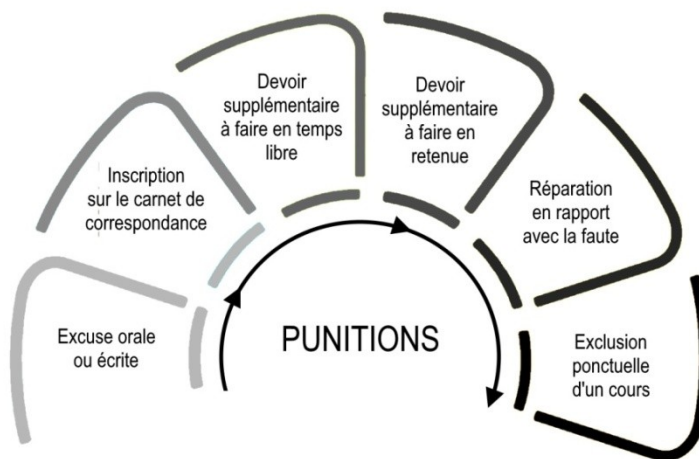 Excuse orale
ou écrite
Inscription
sur le carnet de
correspondance
Devoir
supplémentaire
à faire en temps
libre
Devoir
supplémentaire
à faire en
retenue
Réparation
en rapport
avec la faute
Exclusion
ponctuelle
d'un cours
PUNITIONS